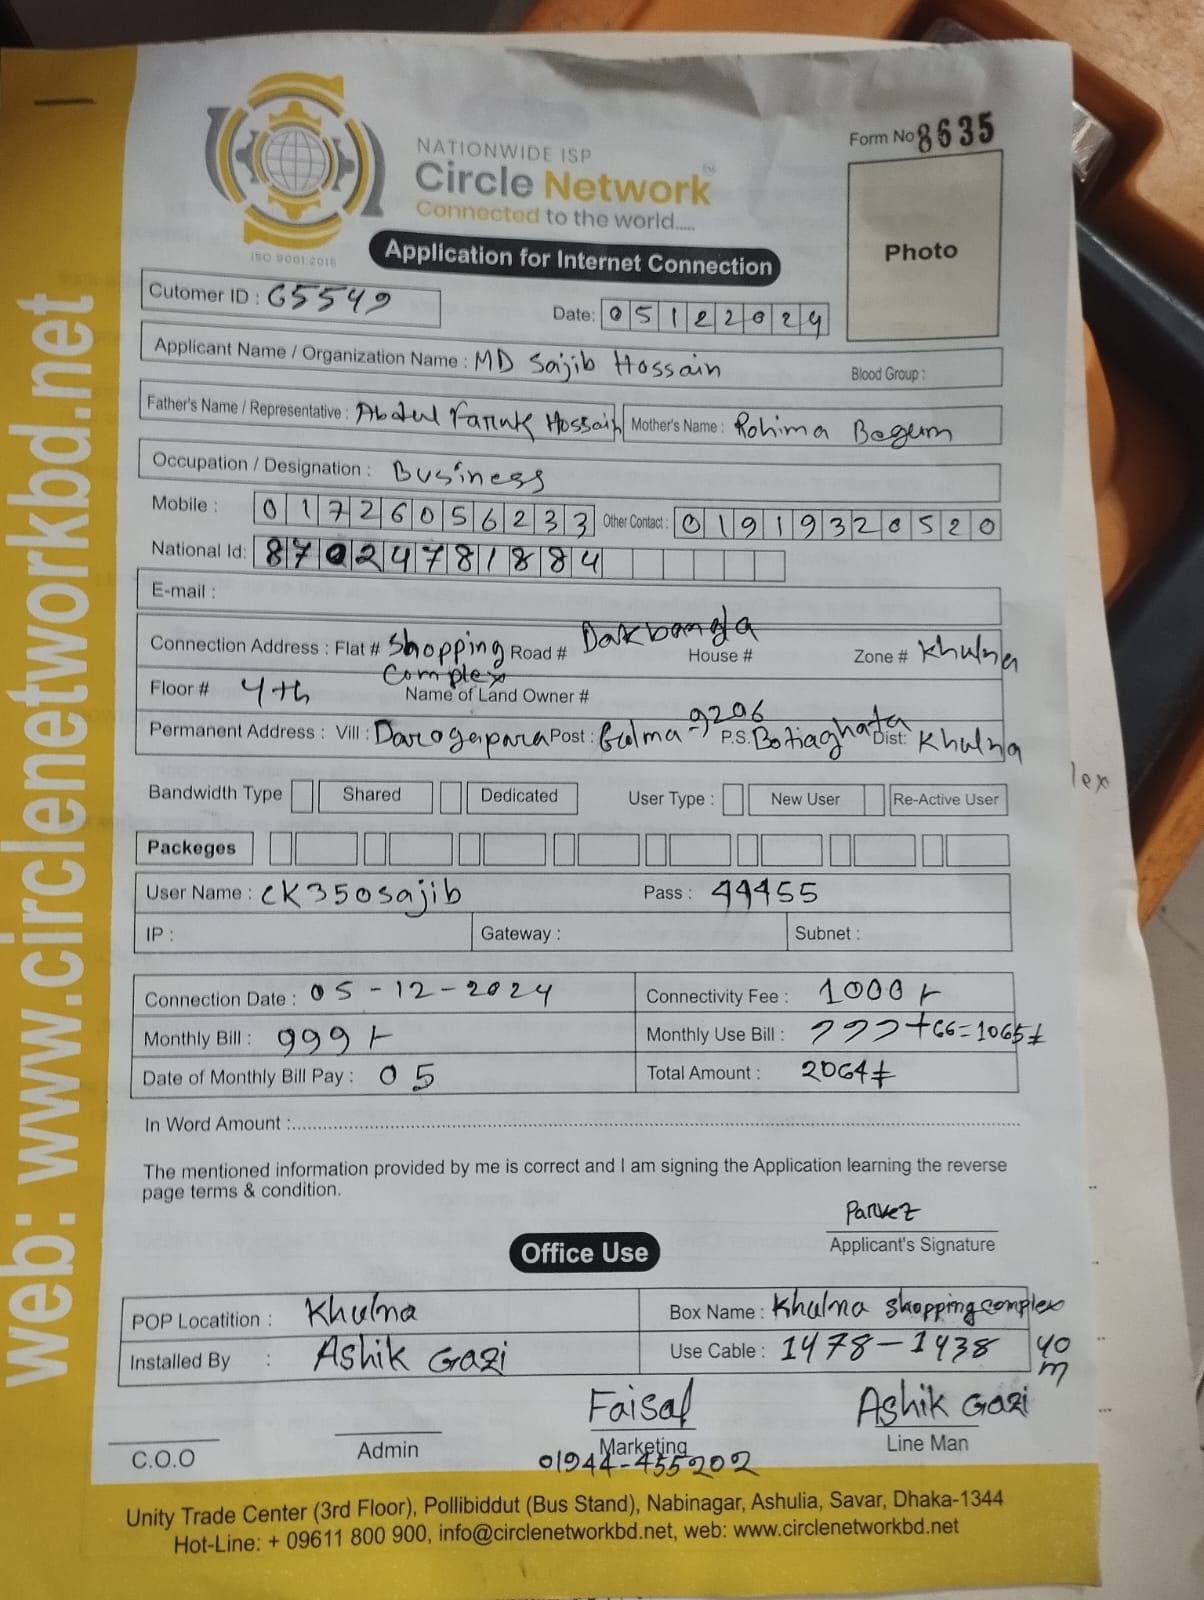 Form No 8635
NATIONWIDE ISP
Circle Network
Connected to the world.....
ISO 9001:2015
Application for Internet Connection
Photo
Cutomer ID : 65549
Date: 05122024
Applicant Name / Organization Name : MD Sajib Hossain Blood Group :
Father's Name / Representative : Abdul Faruk Hossain Mother's Name : Rohima Begum
Occupation / Designation : Business
Mobile : 01726056233 Other Contact : 01919320520
National Id: 87024781884
E-mail :
Connection Address : Flat # Shopping Complex Road # Dakbangla House # Zone # Khulna
Floor # 4th Name of Land Owner #
Permanent Address : Vill : Darogapara Post : Golma - 9206 P.S. Botiaghata Dist: Khulna
Bandwidth Type Shared Dedicated User Type : New User Re-Active User
Packeges
User Name : CK350sajib Pass : 44455
IP : Gateway : Subnet :
Connection Date : 05-12-2024 Connectivity Fee : 1000
Monthly Bill : 999 Monthly Use Bill : 999+66=1065
Date of Monthly Bill Pay : 05 Total Amount : 2064
In Word Amount :
The mentioned information provided by me is correct and I am signing the Application learning the reverse
page terms & condition.
Parvez
Applicant's Signature
Office Use
POP Locatition : Khulna Box Name : Khulna shopping complex
Installed By : Ashik Gazi Use Cable : 1478-1438 40 m
Faisal Ashik Gazi
C.O.O Admin Marketing Line Man
01944-455202
Unity Trade Center (3rd Floor), Pollibiddut (Bus Stand), Nabinagar, Ashulia, Savar, Dhaka-1344
Hot-Line: + 09611 800 900, info@circlenetworkbd.net, web: www.circlenetworkbd.net
web: www.circlenetworkbd.net
lex